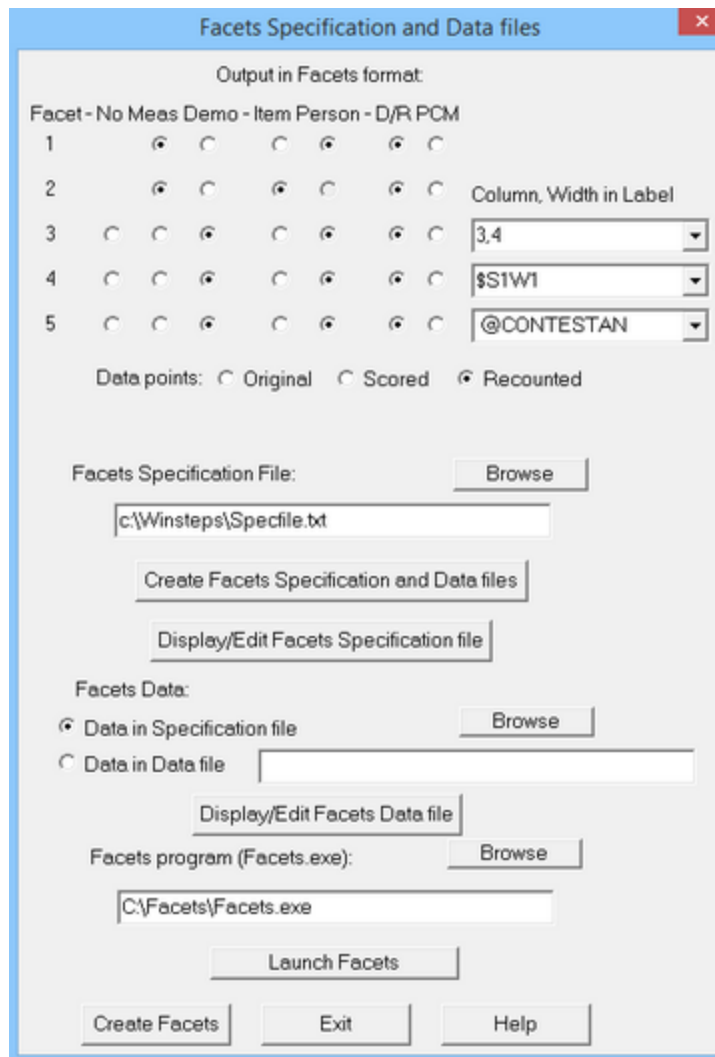 Facets Specification and Data files
Output in Facets format:
Facet - No Meas Demo - Item Person - D/R PCM
1
2
Column, Width in Label
3
3,4
4
$S1W1
5
@CONTESTAN
Data points: Original Scored Recounted
Facets Specification File: Browse
c:\Winsteps\Specfile.txt
Create Facets Specification and Data files
Display/Edit Facets Specification file
Facets Data:
Data in Specification file Browse
Data in Data file
Display/Edit Facets Data file
Facets program (Facets.exe): Browse
C:\Facets\Facets.exe
Launch Facets
Create Facets Exit Help